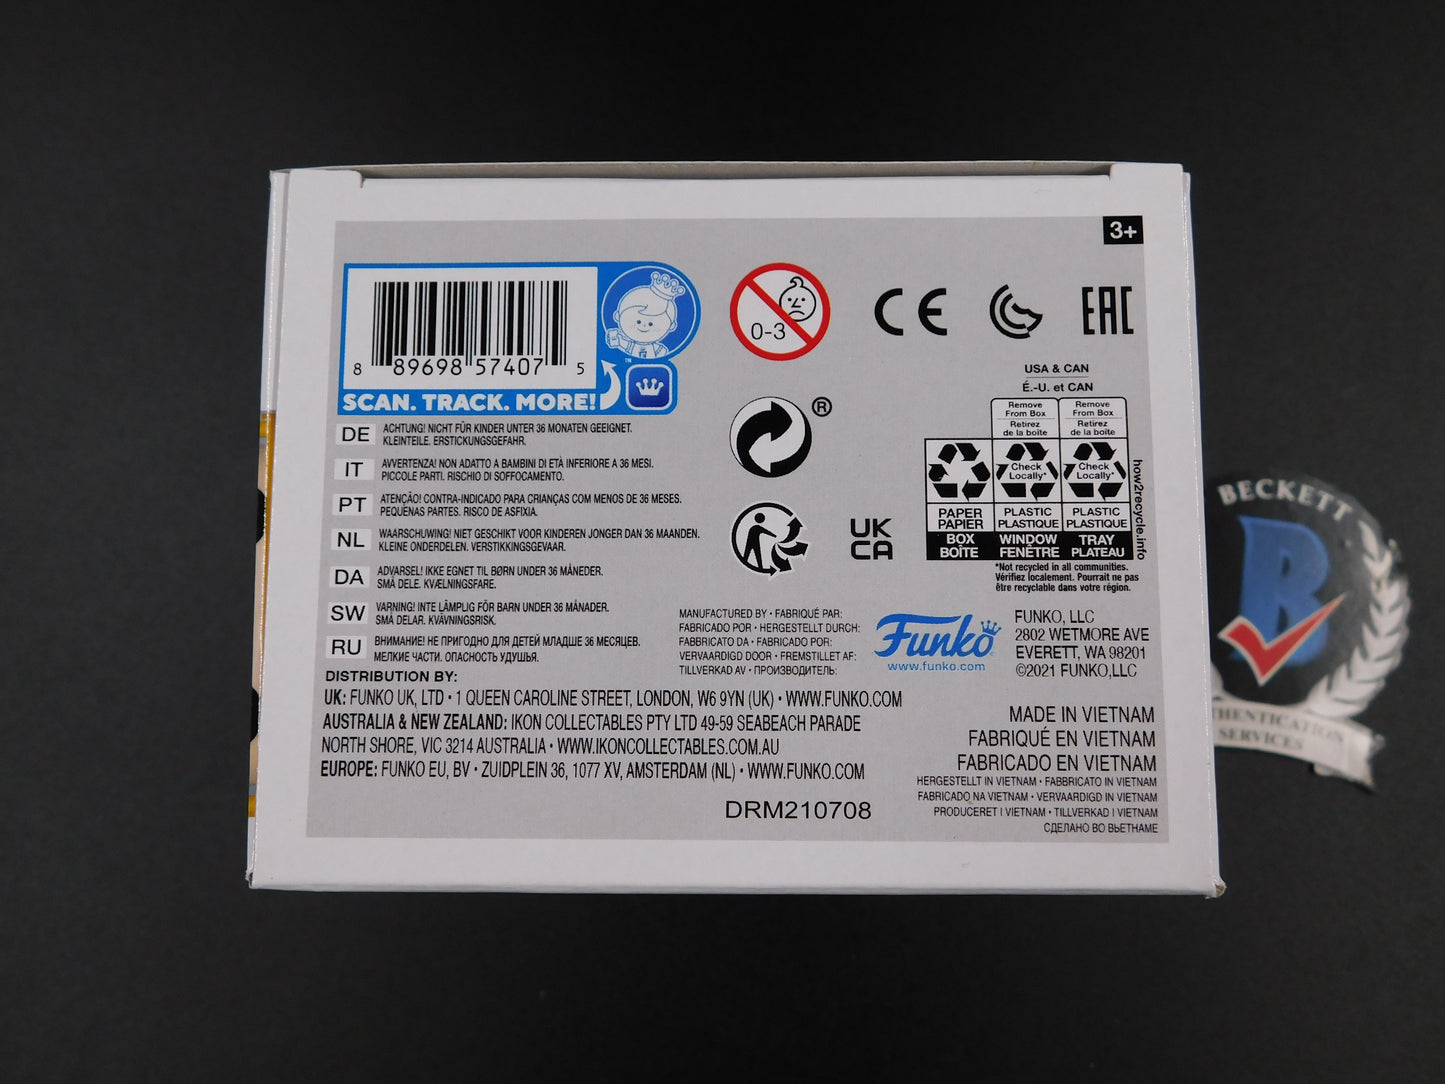 3+
8 89698 57407 5
SCAN. TRACK. MORE!
™
0-3
CE
EAC
®
UK
CA
USA & CAN
É.-U. et CAN
Remove
From Box
Retirez
de la boîte
Remove
From Box
Retirez
de la boîte
Check
Locally*
Check
Locally*
PAPER
PAPIER
PLASTIC
PLASTIQUE
PLASTIC
PLASTIQUE
BOX
BOÎTE
WINDOW
FENÊTRE
TRAY
PLATEAU
how2recycle.info
*Not recycled in all communities.
Vérifiez localement. Pourrait ne pas
être recyclable dans votre région.
DE ACHTUNG! NICHT FÜR KINDER UNTER 36 MONATEN GEEIGNET.
KLEINTEILE. ERSTICKUNGSGEFAHR.
IT AVVERTENZA! NON ADATTO A BAMBINI DI ETÀ INFERIORE A 36 MESI.
PICCOLE PARTI. RISCHIO DI SOFFOCAMENTO.
PT ATENÇÃO! CONTRA-INDICADO PARA CRIANÇAS COM MENOS DE 36 MESES.
PEQUENAS PARTES. RISCO DE ASFIXIA.
NL WAARSCHUWING! NIET GESCHIKT VOOR KINDEREN JONGER DAN 36 MAANDEN.
KLEINE ONDERDELEN. VERSTIKKINGSGEVAAR.
DA ADVARSEL! IKKE EGNET TIL BØRN UNDER 36 MÅNEDER.
SMÅ DELE. KVÆLNINGSFARE.
SW VARNING! INTE LÄMPLIG FÖR BARN UNDER 36 MÅNADER.
SMÅ DELAR. KVÄVNINGSRISK.
RU ВНИМАНИЕ! НЕ ПРИГОДНО ДЛЯ ДЕТЕЙ МЛАДШЕ 36 МЕСЯЦЕВ.
МЕЛКИЕ ЧАСТИ. ОПАСНОСТЬ УДУШЬЯ.
MANUFACTURED BY • FABRIQUÉ PAR:
FABRICADO POR • HERGESTELLT DURCH:
FABBRICATO DA • FABRICADO POR:
VERVAARDIGD DOOR • FREMSTILLET AF:
TILLVERKAD AV • ПРОИЗВОДИТЕЛЬ:
Funko
www.funko.com
FUNKO, LLC
2802 WETMORE AVE
EVERETT, WA 98201
©2021 FUNKO,LLC
DISTRIBUTION BY:
UK: FUNKO UK, LTD • 1 QUEEN CAROLINE STREET, LONDON, W6 9YN (UK) • WWW.FUNKO.COM
AUSTRALIA & NEW ZEALAND: IKON COLLECTABLES PTY LTD 49-59 SEABEACH PARADE
NORTH SHORE, VIC 3214 AUSTRALIA • WWW.IKONCOLLECTABLES.COM.AU
EUROPE: FUNKO EU, BV • ZUIDPLEIN 36, 1077 XV, AMSTERDAM (NL) • WWW.FUNKO.COM
DRM210708
MADE IN VIETNAM
FABRIQUÉ EN VIETNAM
FABRICADO EN VIETNAM
HERGESTELLT IN VIETNAM • FABBRICATO IN VIETNAM
FABRICADO NA VIETNAM • VERVAARDIGD IN VIETNAM
PRODUCERET I VIETNAM • TILLVERKAD I VIETNAM
СДЕЛАНО ВО ВЬЕТНАМЕ
BECKETT
B
HENTICATION
SERVICES